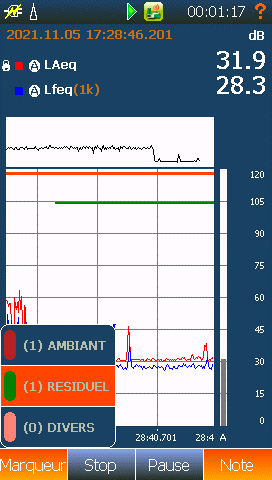 00:01:17 ?
2021.11.05 17:28:46.201 dB
A LAeq 31.9
A Lfeq(1k) 28.3
120
105
90
75
60
45
30
15
0
(1) AMBIANT
(1) RESIDUEL
(0) DIVERS
28:40.701 28:4 A
Marqueur Stop Pause Note